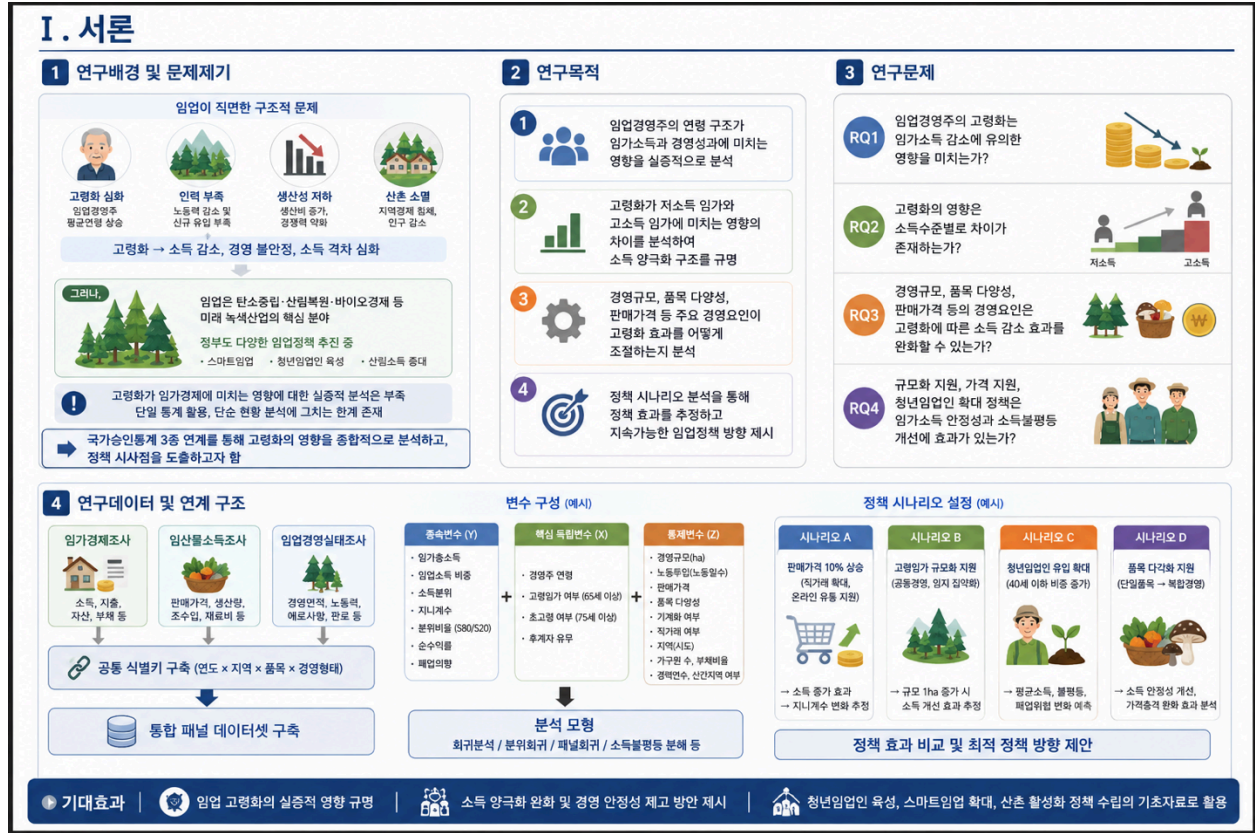 I. 서론
1 연구배경 및 문제제기
임업이 직면한 구조적 문제
고령화 심화
임업경영주
평균연령 상승
인력 부족
노동력 감소 및
신규 유입 부족
생산성 저하
생산비 증가,
경쟁력 약화
산촌 소멸
지역경제 침체,
인구 감소
고령화 → 소득 감소, 경영 불안정, 소득 격차 심화
그러나,
임업은 탄소중립·산림복원·바이오경제 등
미래 녹색산업의 핵심 분야
정부도 다양한 임업정책 추진 중
· 스마트임업 · 청년임업인 육성 · 산림소득 증대
! 고령화가 임가경제에 미치는 영향에 대한 실증적 분석은 부족
단일 통계 활용, 단순 현황 분석에 그치는 한계 존재
국가승인통계 3종 연계를 통해 고령화의 영향을 종합적으로 분석하고,
정책 시사점을 도출하고자 함
2 연구목적
1
임업경영주의 연령 구조가
임가소득과 경영성과에 미치는
영향을 실증적으로 분석
2
고령화가 저소득 임가와
고소득 임가에 미치는 영향의
차이를 분석하여
소득 양극화 구조를 규명
3
경영규모, 품목 다양성,
판매가격 등 주요 경영요인이
고령화 효과를 어떻게
조절하는지 분석
4
정책 시나리오 분석을 통해
정책 효과를 추정하고
지속가능한 임업정책 방향 제시
3 연구문제
RQ1
임업경영주의 고령화는
임가소득 감소에 유의한
영향을 미치는가?
RQ2
고령화의 영향은
소득수준별로 차이가
존재하는가?
저소득 고소득
RQ3
경영규모, 품목 다양성,
판매가격 등의 경영요인은
고령화에 따른 소득 감소 효과를
완화할 수 있는가?
₩
RQ4
규모화 지원, 가격 지원,
청년임업인 확대 정책은
임가소득 안정성과 소득불평등
개선에 효과가 있는가?
4 연구데이터 및 연계 구조
임가경제조사
소득, 지출,
자산, 부채 등
임산물소득조사
판매가격, 생산량,
조수입, 재료비 등
임업경영실태조사
경영면적, 노동력,
애로사항, 판로 등
공통 식별키 구축 (연도 × 지역 × 품목 × 경영형태)
통합 패널 데이터셋 구축
변수 구성 (예시)
종속변수 (Y)
· 임가총소득
· 임업소득 비중
· 소득분위
· 지니계수
· 분위비율 (S80/S20)
· 순수익률
· 폐업의향
+
핵심 독립변수 (X)
· 경영주 연령
· 고령임가 여부 (65세 이상)
· 초고령 여부 (75세 이상)
· 후계자 유무
+
통제변수 (Z)
· 경영규모(ha)
· 노동투입(노동일수)
· 판매가격
· 품목 다양성
· 기계화 여부
· 직거래 여부
· 지역(시도)
· 가구원 수, 부채비율
· 경력연수, 산간지역 여부
분석 모형
회귀분석 / 분위회귀 / 패널회귀 / 소득불평등 분해 등
정책 시나리오 설정 (예시)
시나리오 A
판매가격 10% 상승
(직거래 확대,
온라인 유통 지원)
→ 소득 증가 효과
→ 지니계수 변화 추정
시나리오 B
고령임가 규모화 지원
(공동경영, 임지 집약화)
→ 규모 1ha 증가 시
소득 개선 효과 추정
시나리오 C
청년임업인 유입 확대
(40세 이하 비중 증가)
→ 평균소득, 불평등,
폐업위험 변화 예측
시나리오 D
품목 다각화 지원
(단일품목 → 복합경영)
→ 소득 안정성 개선,
가격충격 완화 효과 분석
정책 효과 비교 및 최적 정책 방향 제안
기대효과
임업 고령화의 실증적 영향 규명
소득 양극화 완화 및 경영 안정성 제고 방안 제시
청년임업인 육성, 스마트임업 확대, 산촌 활성화 정책 수립의 기초자료로 활용